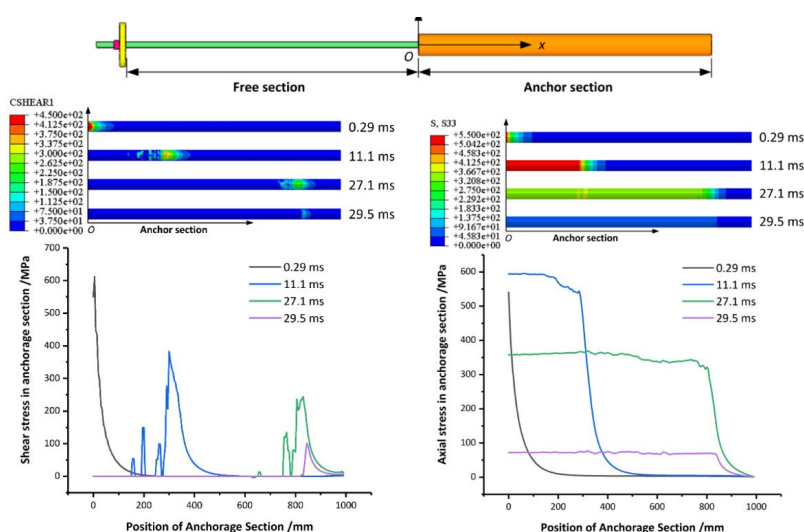 O
x
Free section
Anchor section
CSHEAR1
+4.500e+02
+4.125e+02
+3.750e+02
+3.375e+02
+3.000e+02
+2.625e+02
+2.250e+02
+1.875e+02
+1.500e+02
+1.125e+02
+7.500e+01
+3.750e+01
+0.000e+00
0.29 ms
11.1 ms
27.1 ms
29.5 ms
O
Anchor section
S, S33
+5.500e+02
+5.042e+02
+4.583e+02
+4.125e+02
+3.667e+02
+3.208e+02
+2.750e+02
+2.292e+02
+1.833e+02
+1.375e+02
+9.167e+01
+4.583e+01
+0.000e+00
0.29 ms
11.1 ms
27.1 ms
29.5 ms
O
Anchor section
Shear stress in anchorage section /MPa
700
600
500
400
300
200
100
0
0.29 ms
11.1 ms
27.1 ms
29.5 ms
0 200 400 600 800 1000
Position of Anchorage Section /mm
Axial stress in anchorage section /MPa
600
500
400
300
200
100
0
0.29 ms
11.1 ms
27.1 ms
29.5 ms
0 200 400 600 800 1000
Position of Anchorage Section /mm